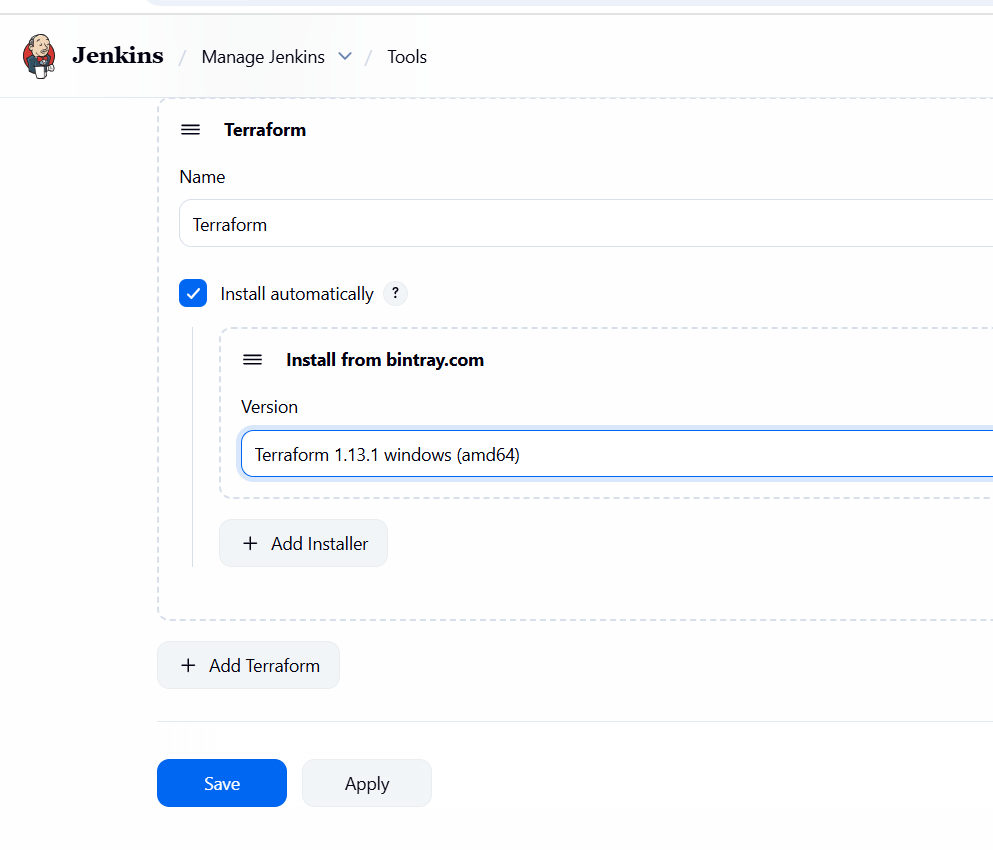 Jenkins / Manage Jenkins / Tools
Terraform
Name
Terraform
Install automatically ?
Install from bintray.com
Version
Terraform 1.13.1 windows (amd64)
+ Add Installer
+ Add Terraform
Save Apply